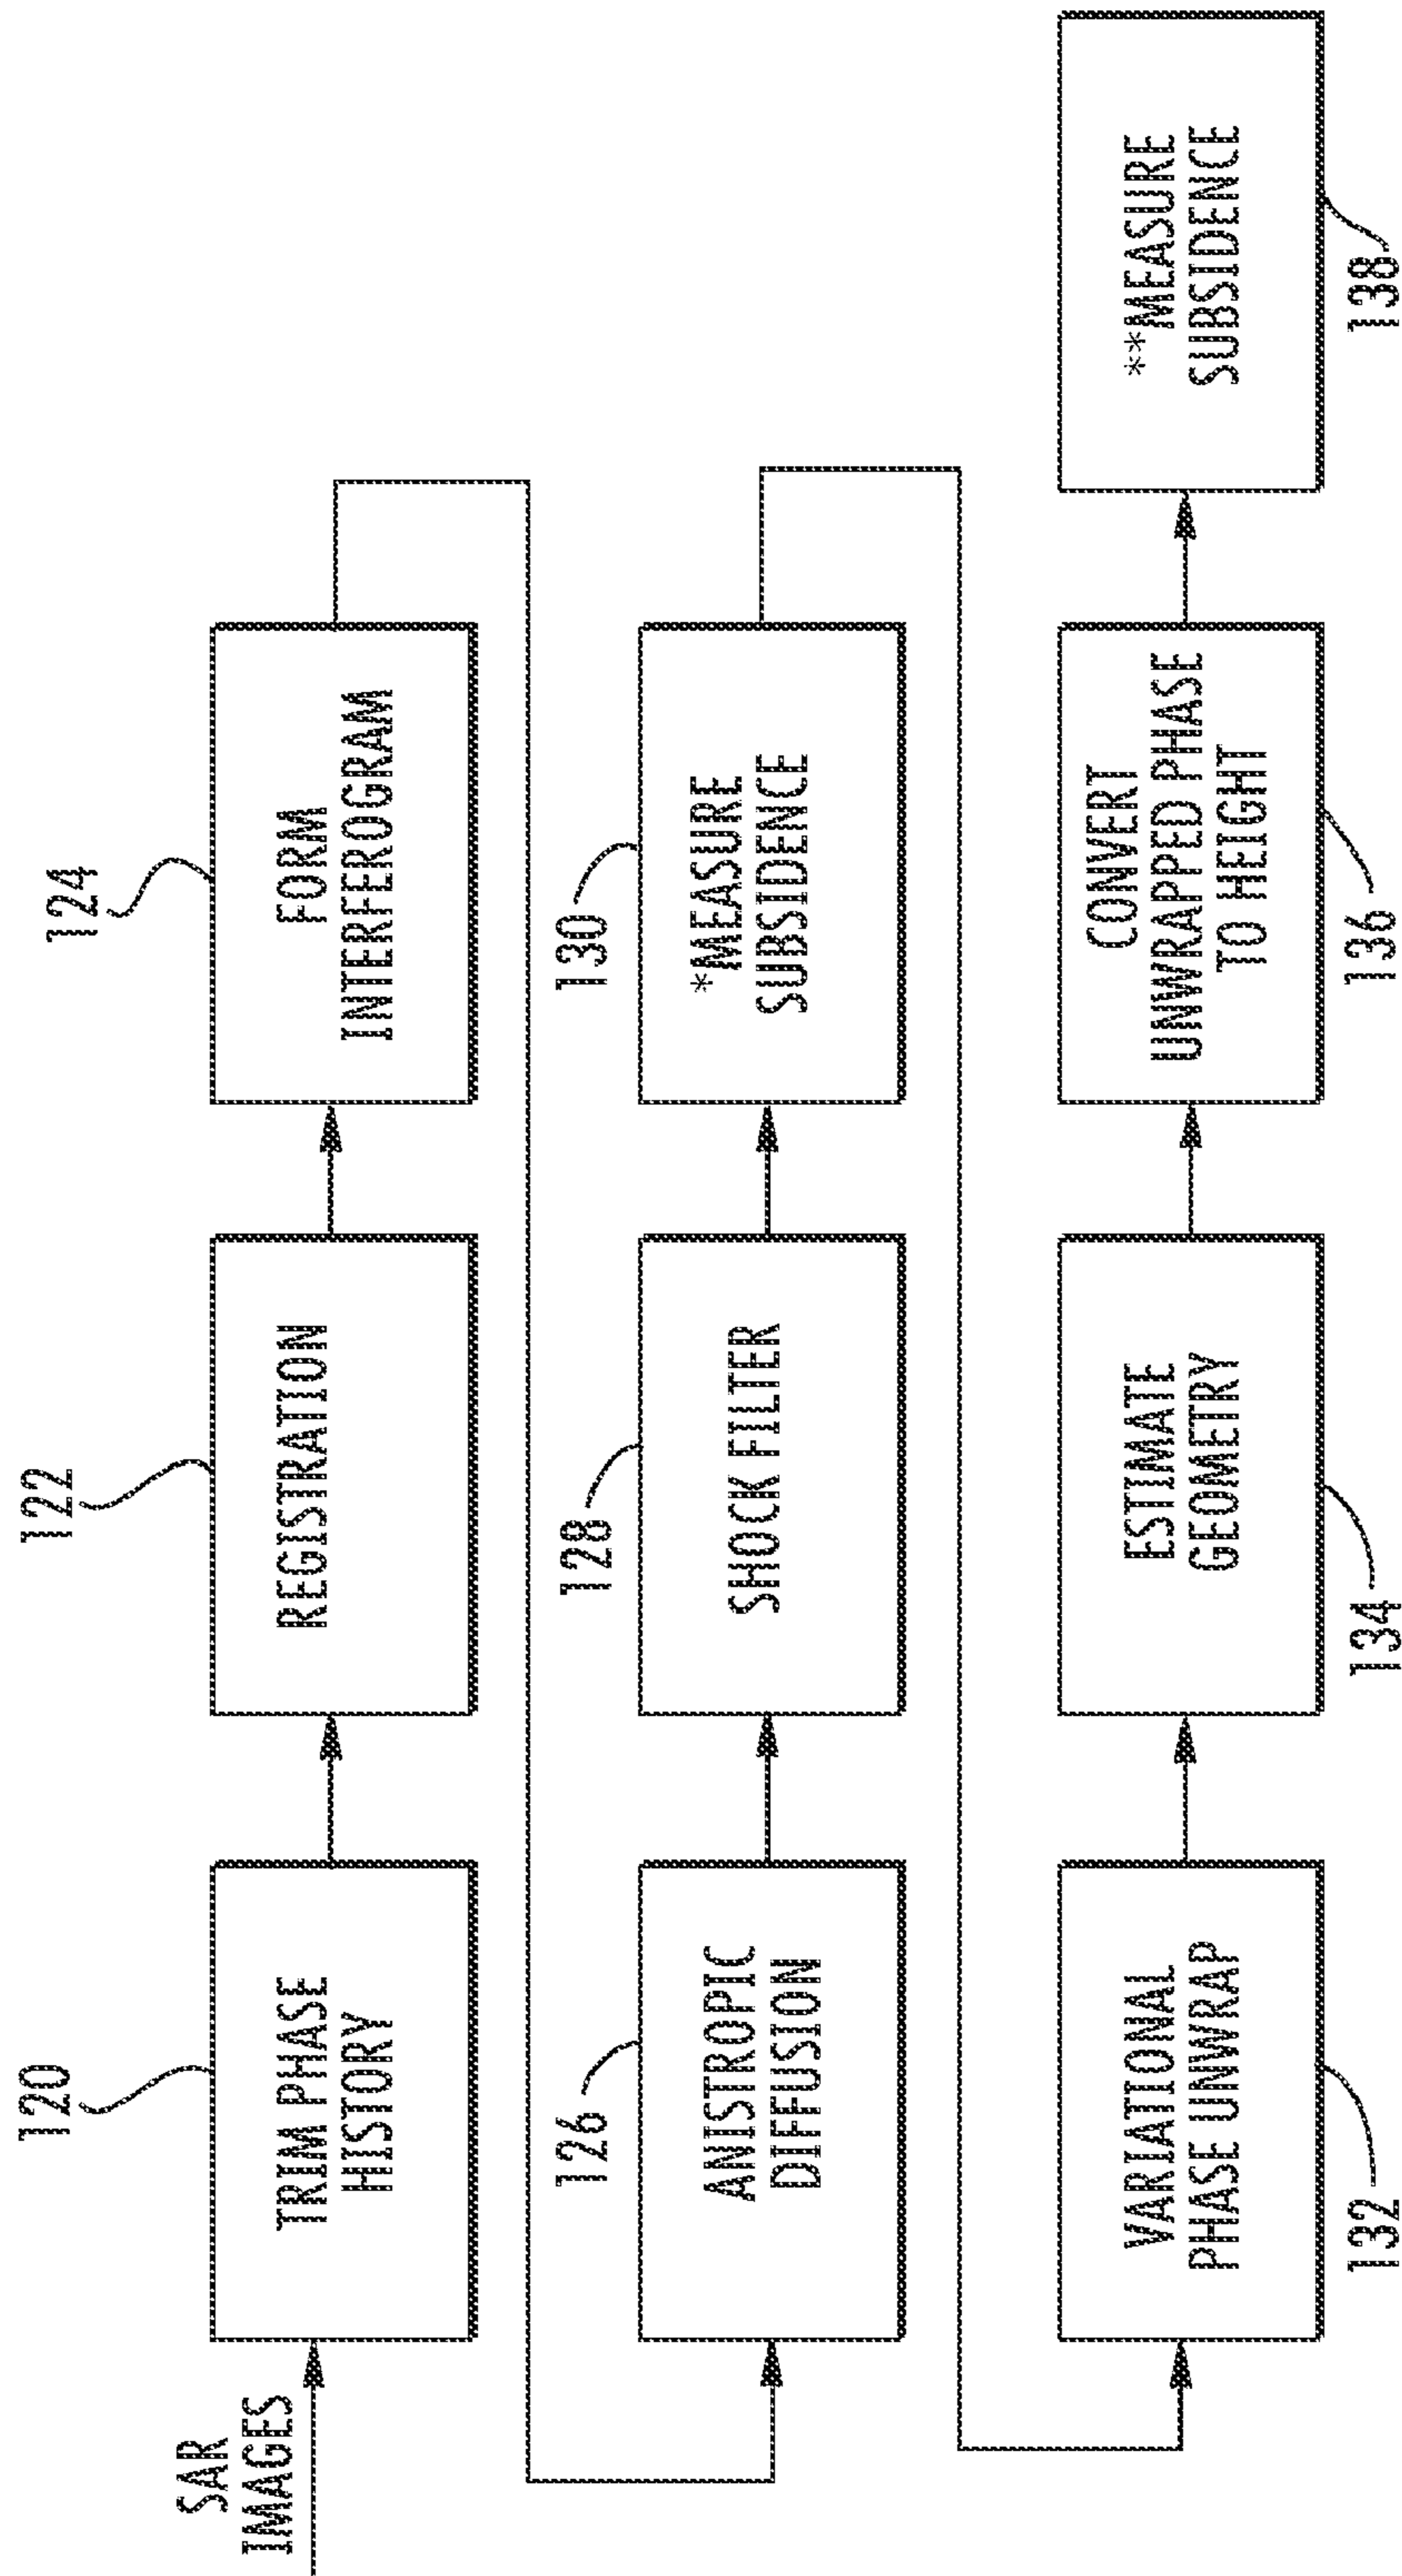 SAR
IMAGES
120
TRIM PHASE
HISTORY
122
REGISTRATION
124
FORM
INTERFEROGRAM
126
ANISTROPIC
DIFFUSION
128
SHOCK FILTER
130
*MEASURE
SUBSIDENCE
VARIATIONAL
PHASE UNWRAP
132
ESTIMATE
GEOMETRY
134
CONVERT
UNWRAPPED PHASE
TO HEIGHT
136
**MEASURE
SUBSIDENCE
138